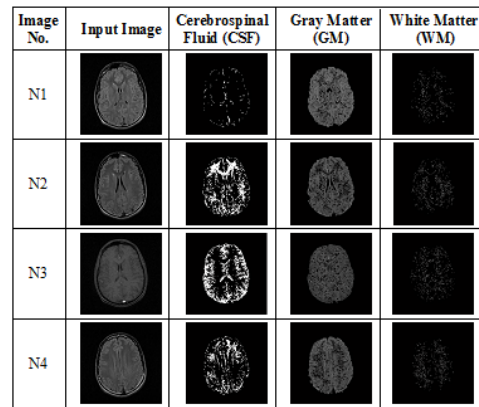 Image No.
Input Image
Cerebrospinal Fluid (CSF)
Gray Matter (GM)
White Matter (WM)
N1
N2
N3
N4